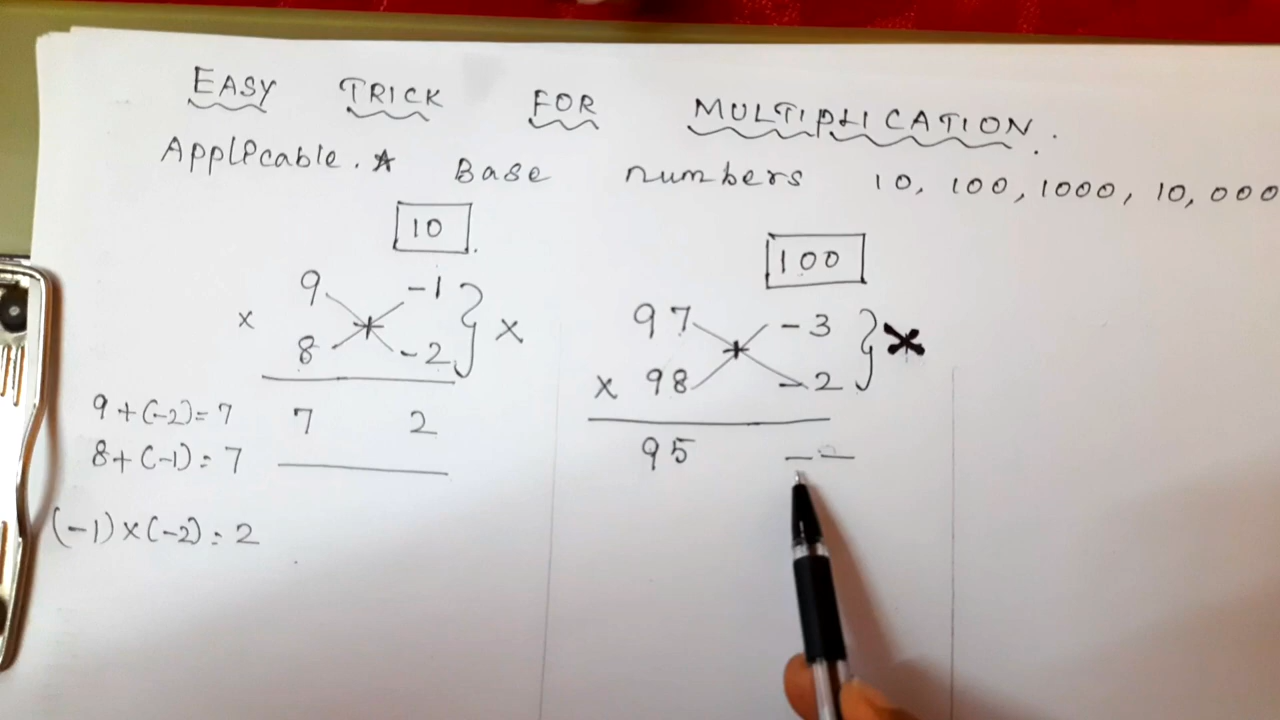 EASY TRICK FOR MULTIPLICATION.
Applicable. * Base numbers 10, 100, 1000, 10,000
10
9 -1
× 8 -2 } ×
7 2
9+(-2)=7
8+(-1)=7
(-1)×(-2)=2
100
97 -3
× 98 -2 } ×
95 _ _